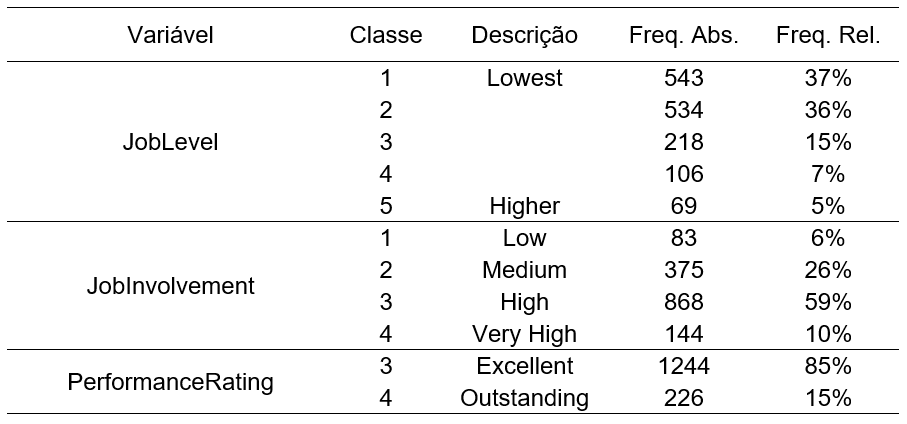 Variável Classe Descrição Freq. Abs. Freq. Rel.
1 Lowest 543 37%
2 534 36%
JobLevel 3 218 15%
4 106 7%
5 Higher 69 5%
1 Low 83 6%
2 Medium 375 26%
JobInvolvement
3 High 868 59%
4 Very High 144 10%
3 Excellent 1244 85%
PerformanceRating
4 Outstanding 226 15%